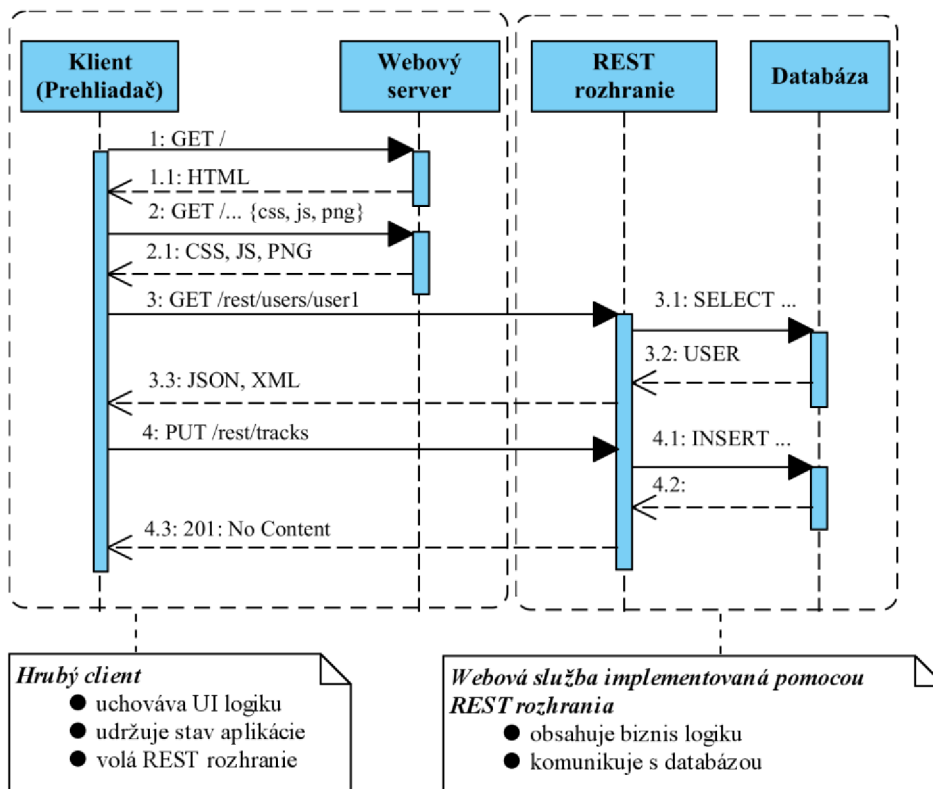 Klient
(Prehliadač)
Webový
server
REST
rozhranie
Databáza
1: GET /
1.1: HTML
2: GET /... {css, js, png}
2.1: CSS, JS, PNG
3: GET /rest/users/user1
3.1: SELECT ...
3.2: USER
3.3: JSON, XML
4: PUT /rest/tracks
4.1: INSERT ...
4.2:
4.3: 201: No Content
Hrubý client
● uchováva UI logiku
● udržuje stav aplikácie
● volá REST rozhranie
Webová služba implementovaná pomocou
REST rozhrania
● obsahuje biznis logiku
● komunikuje s databázou